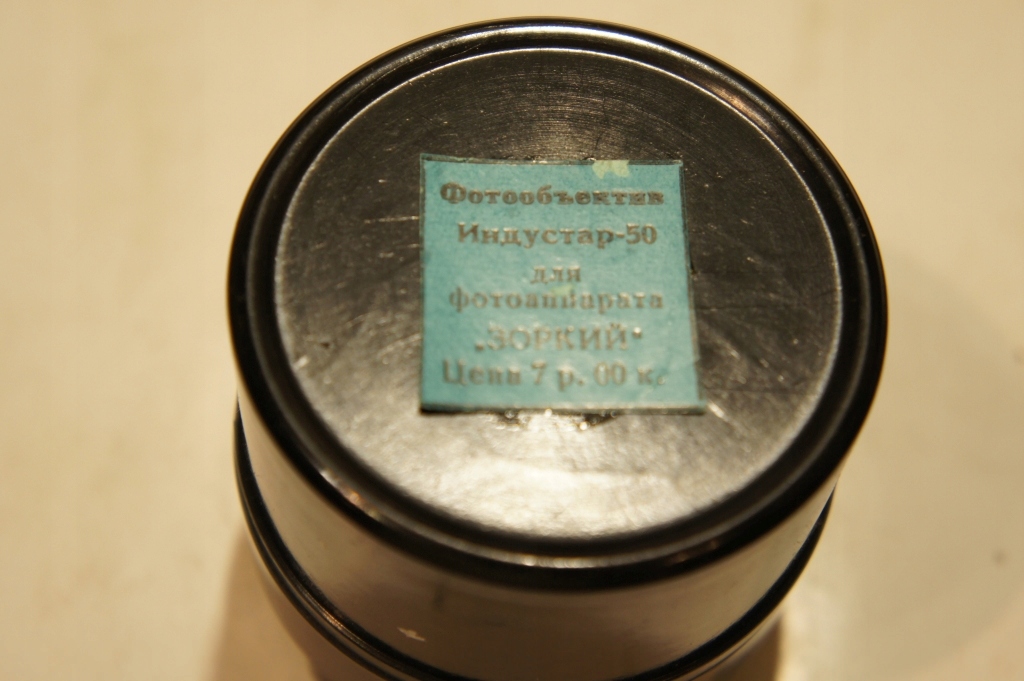 Фотообъектив
Индустар-50
для
фотоаппарата
„ЗОРКИЙ"
Цена 7 р. 00 к.